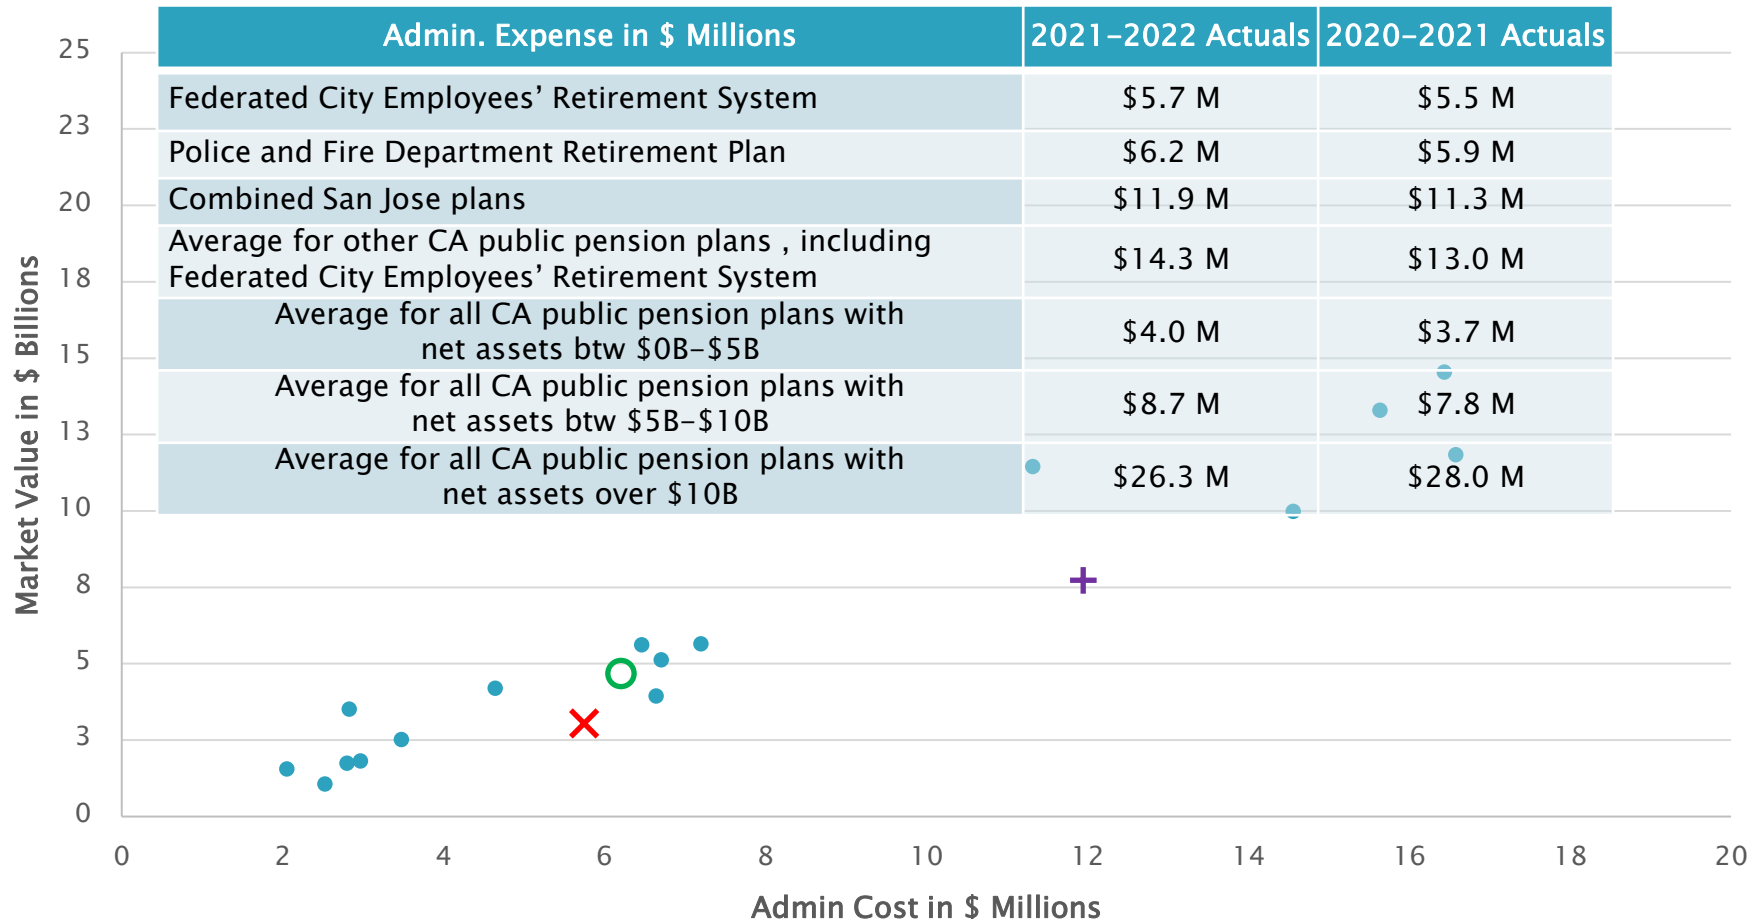 Admin. Expense in $ Millions 2021-2022 Actuals 2020-2021 Actuals
Federated City Employees’ Retirement System $5.7 M $5.5 M
Police and Fire Department Retirement Plan $6.2 M $5.9 M
Combined San Jose plans $11.9 M $11.3 M
Average for other CA public pension plans , including
Federated City Employees’ Retirement System $14.3 M $13.0 M
Average for all CA public pension plans with
net assets btw $0B-$5B $4.0 M $3.7 M
Average for all CA public pension plans with
net assets btw $5B-$10B $8.7 M $7.8 M
Average for all CA public pension plans with
net assets over $10B $26.3 M $28.0 M
Market Value in $ Billions
25
23
20
18
15
13
10
8
5
3
0
0 2 4 6 8 10 12 14 16 18 20
Admin Cost in $ Millions